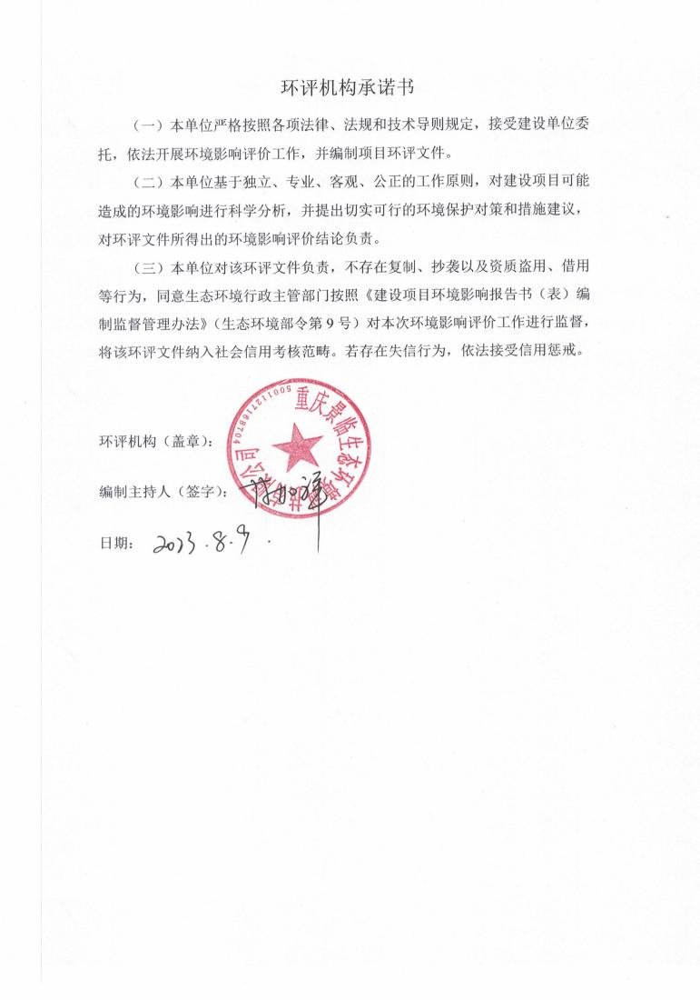 环评机构承诺书
（一）本单位严格按照各项法律、法规和技术导则规定，接受建设单位委
托，依法开展环境影响评价工作，并编制项目环评文件。
（二）本单位基于独立、专业、客观、公正的工作原则，对建设项目可能
造成的环境影响进行科学分析，并提出切实可行的环境保护对策和措施建议，
对环评文件所得出的环境影响评价结论负责。
（三）本单位对该环评文件负责，不存在复制、抄袭以及资质盗用、借用
等行为，同意生态环境行政主管部门按照《建设项目环境影响报告书（表）编
制监督管理办法》（生态环境部令第 9 号）对本次环境影响评价工作进行监督，
将该环评文件纳入社会信用考核范畴。若存在失信行为，依法接受信用惩戒。
环评机构（盖章）：
重庆景临生态环境科技有限公司
5001127168704
编制主持人（签字）：
日期： 2023.8.9.